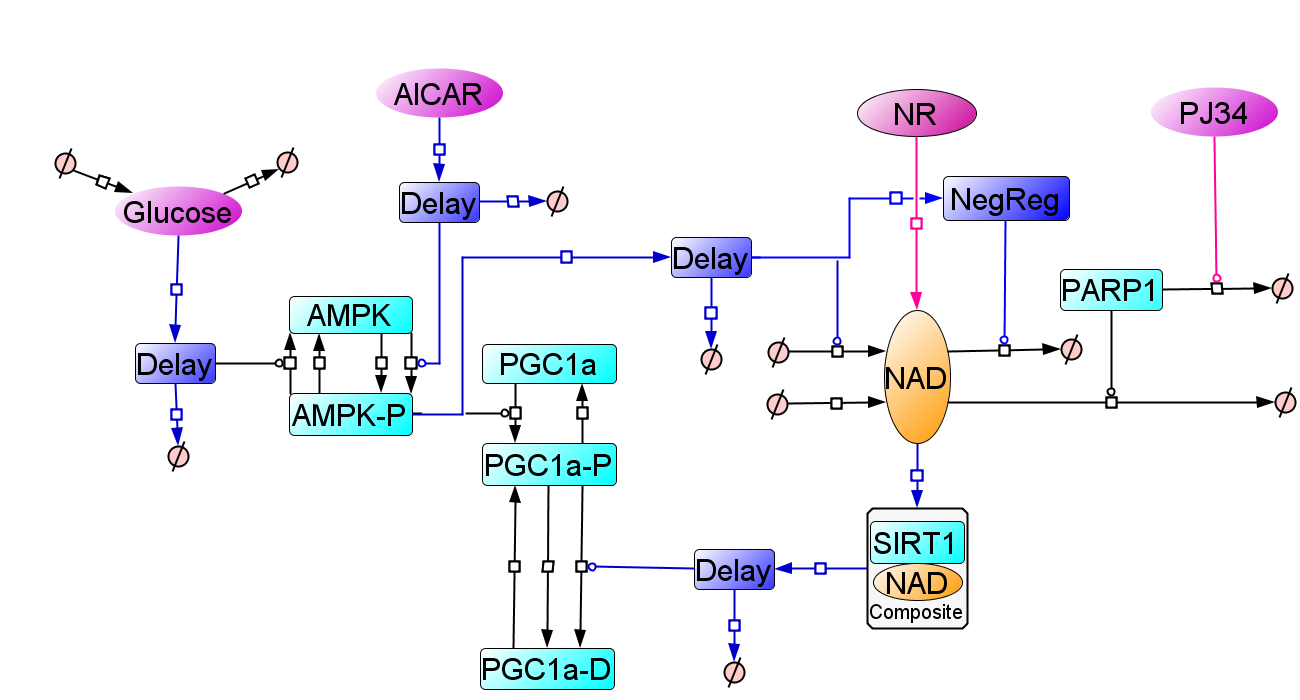 AICAR
NR
PJ34
Glucose
Delay
NegReg
Delay
PARP1
AMPK
Delay
PGC1a
NAD
AMPK-P
PGC1a-P
SIRT1
Delay
NAD
Composite
PGC1a-D